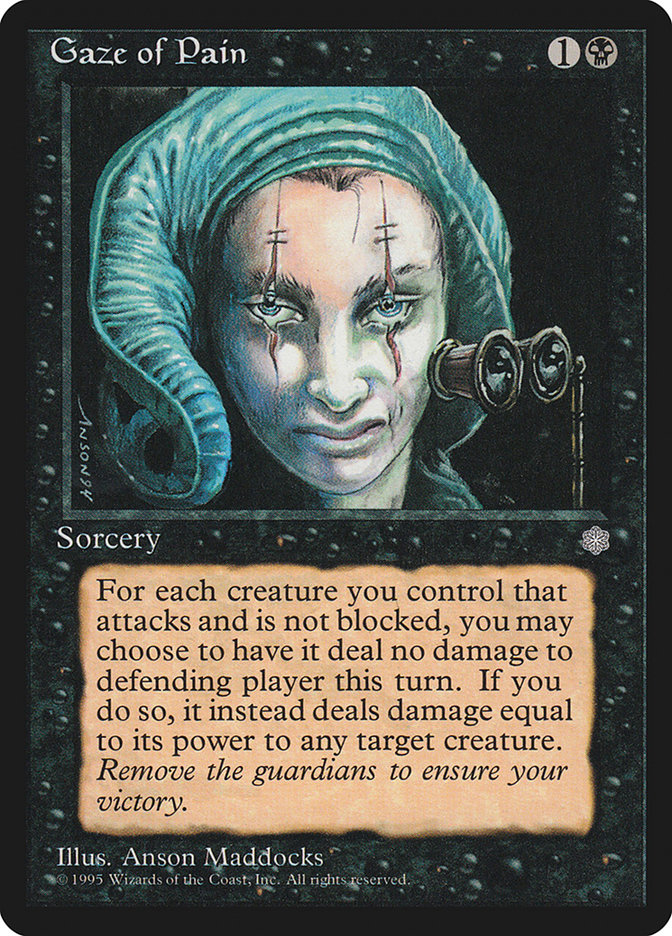 Gaze of Pain
1
ANSON94
Sorcery
For each creature you control that
attacks and is not blocked, you may
choose to have it deal no damage to
defending player this turn. If you
do so, it instead deals damage equal
to its power to any target creature.
Remove the guardians to ensure your
victory.
Illus. Anson Maddocks
© 1995 Wizards of the Coast, Inc. All rights reserved.